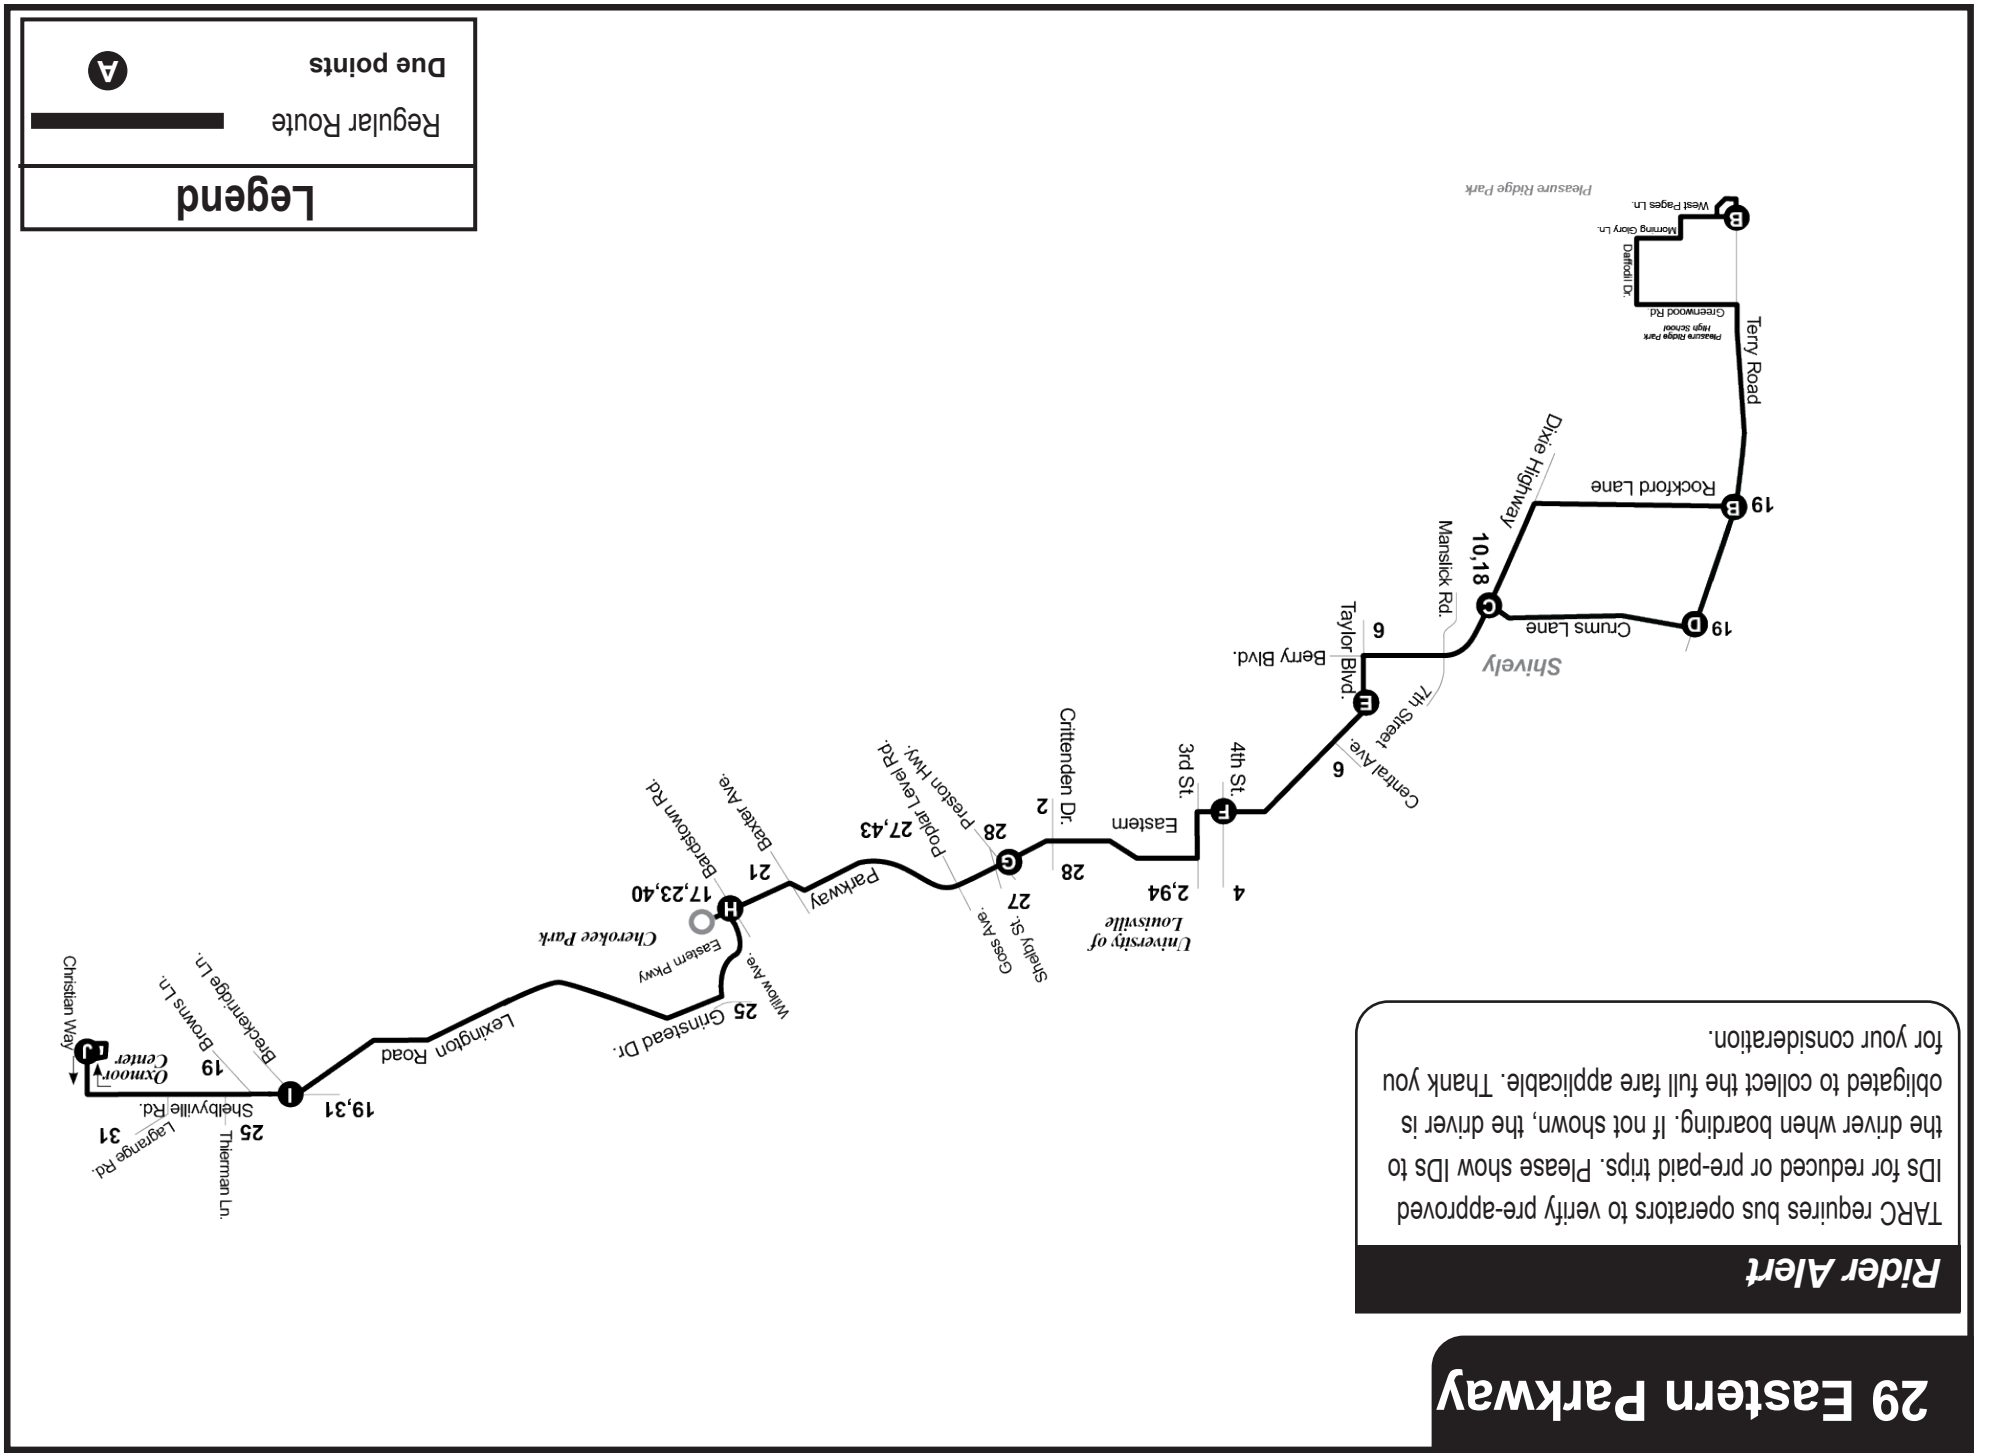 29 Eastern Parkway
Rider Alert
TARC requires bus operators to verify pre-approved
IDs for reduced or pre-paid trips. Please show IDs to
the driver when boarding. If not shown, the driver is
obligated to collect the full fare applicable. Thank you
for your consideration.
Thierman Ln.
Lagrange Rd.
31
25
19,31
Shelbyville Rd.
I
19
Oxmoor
Center
J
Christian Way
Browns Ln.
Breckenridge Ln.
Lexington
Road
Grinstead Dr.
25
Willow Ave.
Eastern Pkwy
Cherokee Park
17,23,40
H
Bardstown Rd.
21
Baxter Ave.
Parkway
27,43
Poplar Level Rd.
Preston Hwy.
Goss Ave.
Shelby St.
27
G
28
28
2
Crittenden Dr.
University of
Louisville
2,94
4
Eastern
F
3rd St.
4th St.
6
Central Ave.
7th Street
E
Taylor Blvd.
Berry Blvd.
6
Manslick Rd.
Shively
10,18
C
Crums Lane
D
19
Dixie Highway
Rockford Lane
B
19
Terry Road
Pleasure Ridge Park
High School
Greenwood Rd.
Daffodil Dr.
Morning Glory Ln.
West Pages Ln.
B
Pleasure Ridge Park
Legend
Regular Route
Due points
A